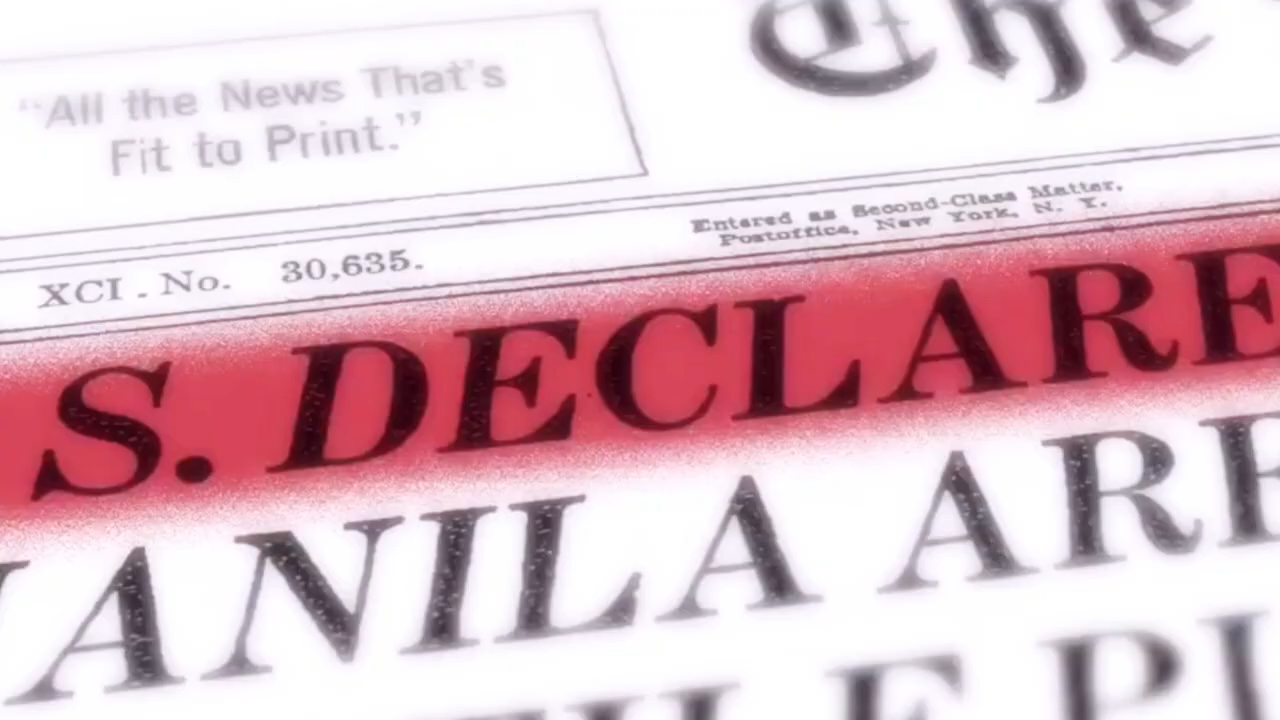 "All the News That's
Fit to Print."
The
XCI. No. 30,635.
Entered as Second-Class Matter,
Postoffice, New York, N. Y.
S. DECLARE
ANILA ARE